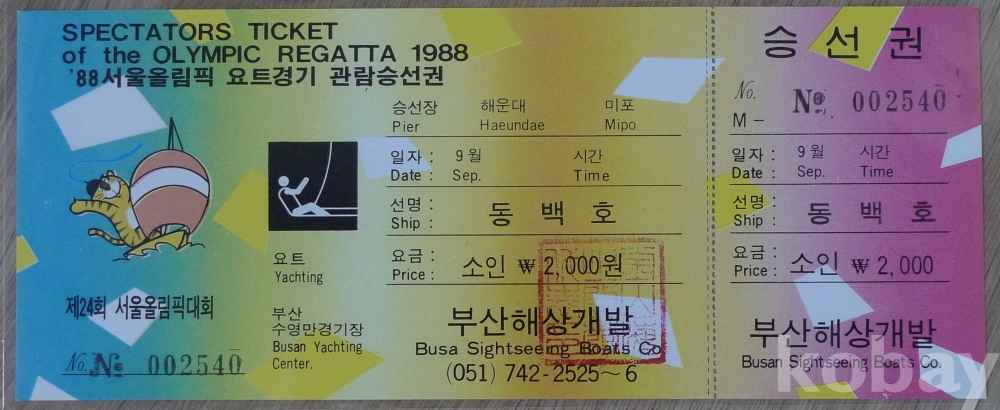 SPECTATORS TICKET
of the OLYMPIC REGATTA 1988
'88 서울올림픽 요트경기 관람승선권
승선장 해운대 미포
Pier Haeundae Mipo
일자 : 9월 시간
Date : Sep. Time
선명 : 동백호
Ship :
요금 : 소인 ₩2,000원
Price :
요트
Yachting
제24회 서울올림픽대회
부산
수영만경기장
Busan Yachting
Center.
No. № 002540
부산해상개발
Busa Sightseeing Boats Co
(051) 742-2525~6
승선권
No. № 002540
M-
일자 : 9월 시간
Date : Sep. Time
선명 : 동백호
Ship :
요금 : 소인 ₩2,000
Price :
부산해상개발
Busan Sightseeing Boats Co.
kobay